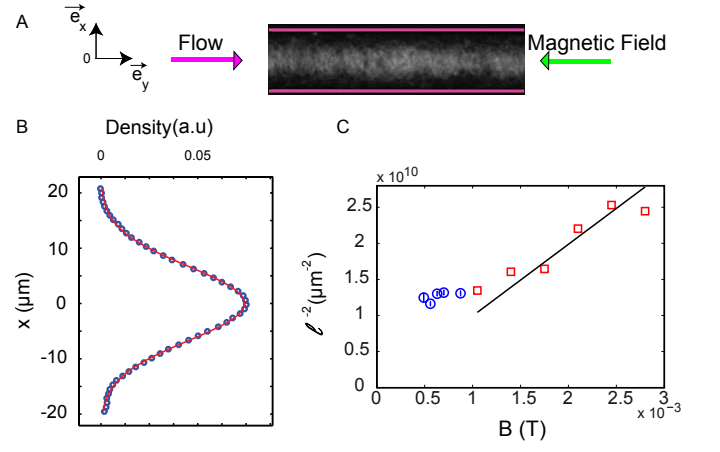 A
→
e x
0
→
e y
Flow
Magnetic Field
B
Density(a.u)
0
0.05
20
10
0
-10
-20
x (µm)
C
x 10^10
2.5
2
1.5
1
0.5
0
ℓ^-2(µm^-2)
0
0.5
1
1.5
2
2.5
3
x 10^-3
B (T)